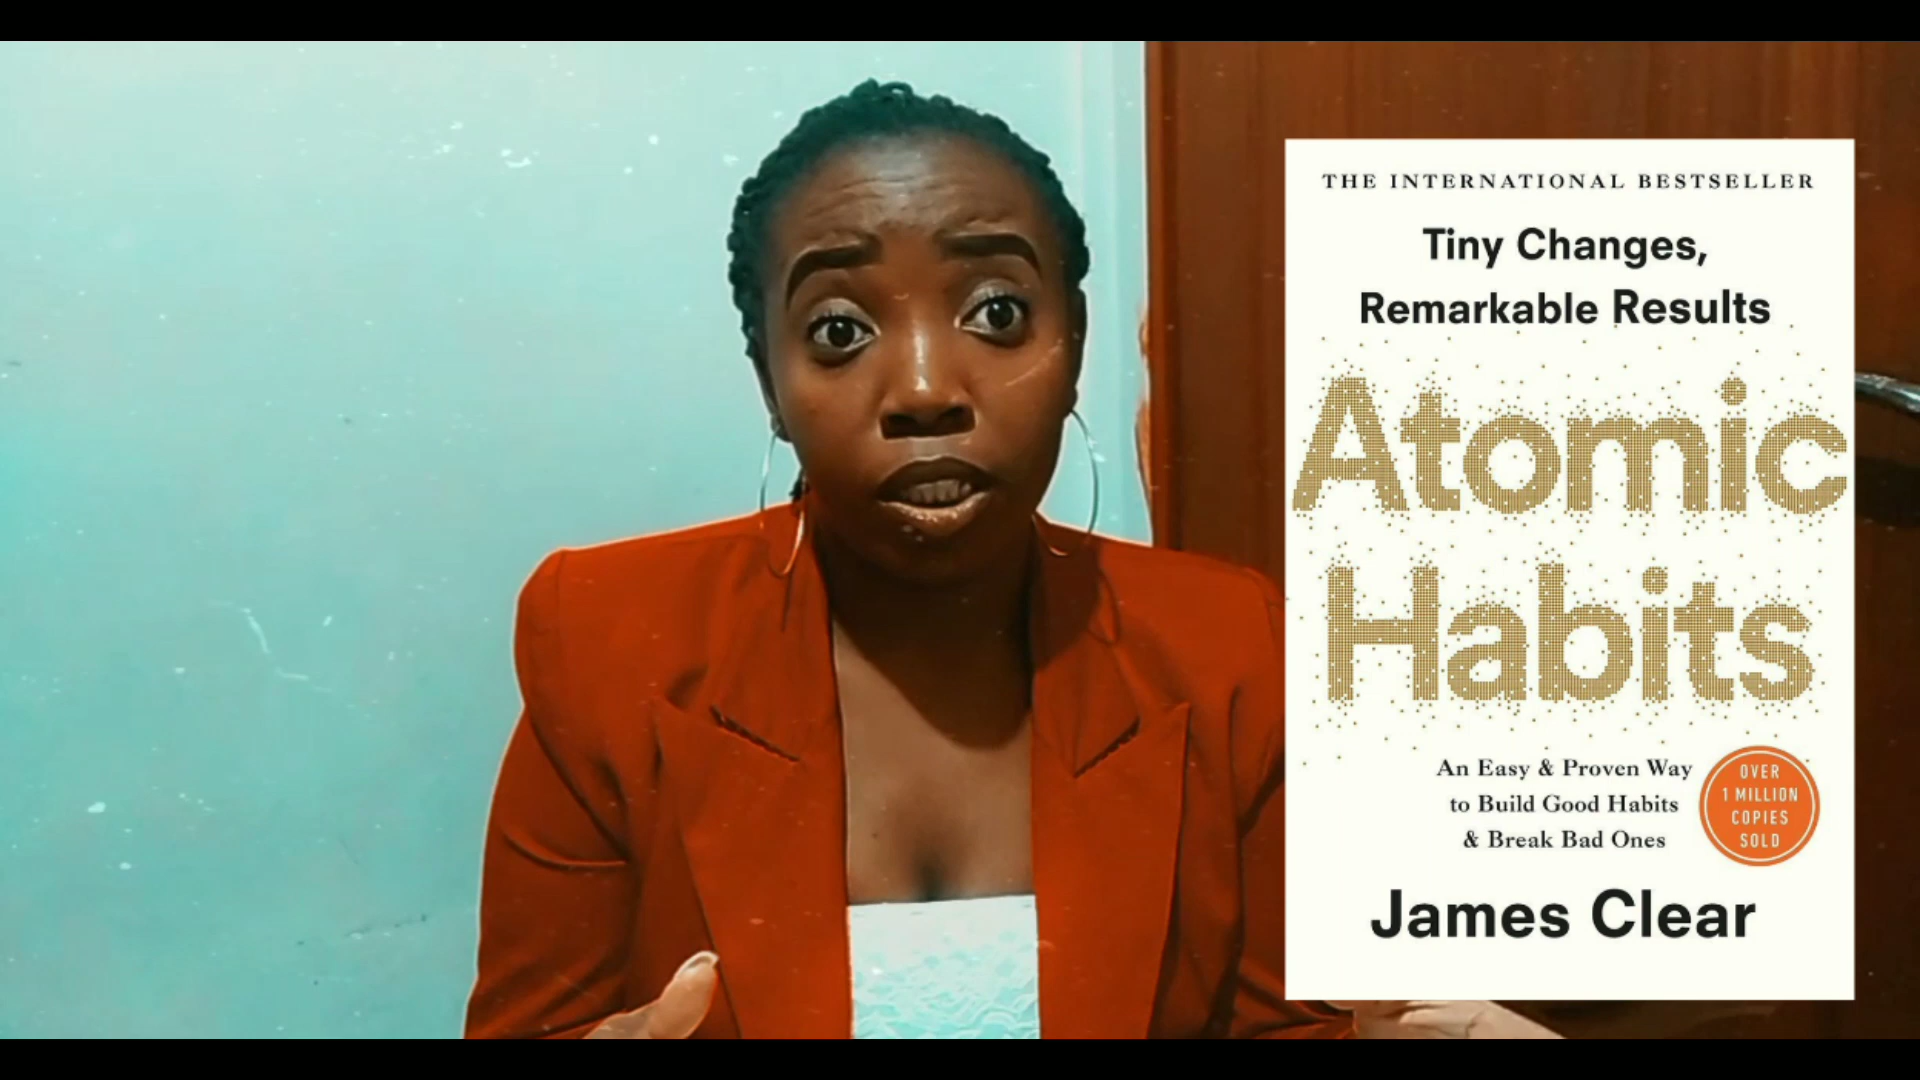 THE INTERNATIONAL BESTSELLER
Tiny Changes,
Remarkable Results
Atomic
Habits
An Easy & Proven Way
to Build Good Habits
& Break Bad Ones
OVER
1 MILLION
COPIES
SOLD
James Clear